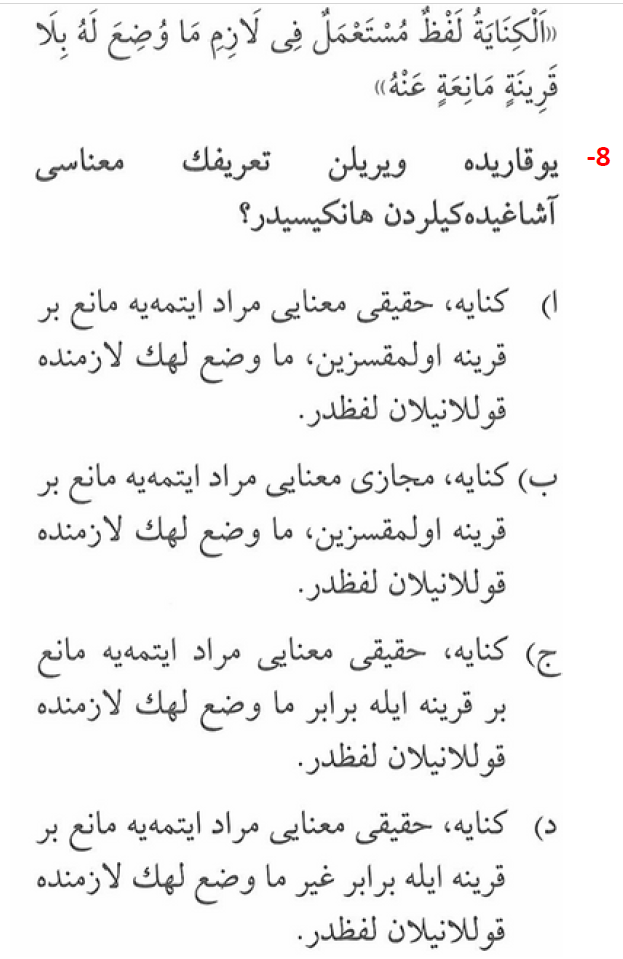 «اَلْكِنَايَةُ لَفْظٌ مُسْتَعْمَلٌ فِى لَازِمِ مَا وُضِعَ لَهُ بِلَا
قَرِينَةٍ مَانِعَةٍ عَنْهُ»
8- يوقاريده ويريلن تعريفك معناسى
آشاغيده‌كيلردن هانكيسيدر؟
ا) كنايه، حقيقى معنايى مراد ايتمه‌يه مانع بر
قرينه اولمقسزين، ما وضع لهك لازمنده
قوللانيلان لفظدر.
ب) كنايه، مجازى معنايى مراد ايتمه‌يه مانع بر
قرينه اولمقسزين، ما وضع لهك لازمنده
قوللانيلان لفظدر.
ج) كنايه، حقيقى معنايى مراد ايتمه‌يه مانع
بر قرينه ايله برابر ما وضع لهك لازمنده
قوللانيلان لفظدر.
د) كنايه، حقيقى معنايى مراد ايتمه‌يه مانع بر
قرينه ايله برابر غير ما وضع لهك لازمنده
قوللانيلان لفظدر.